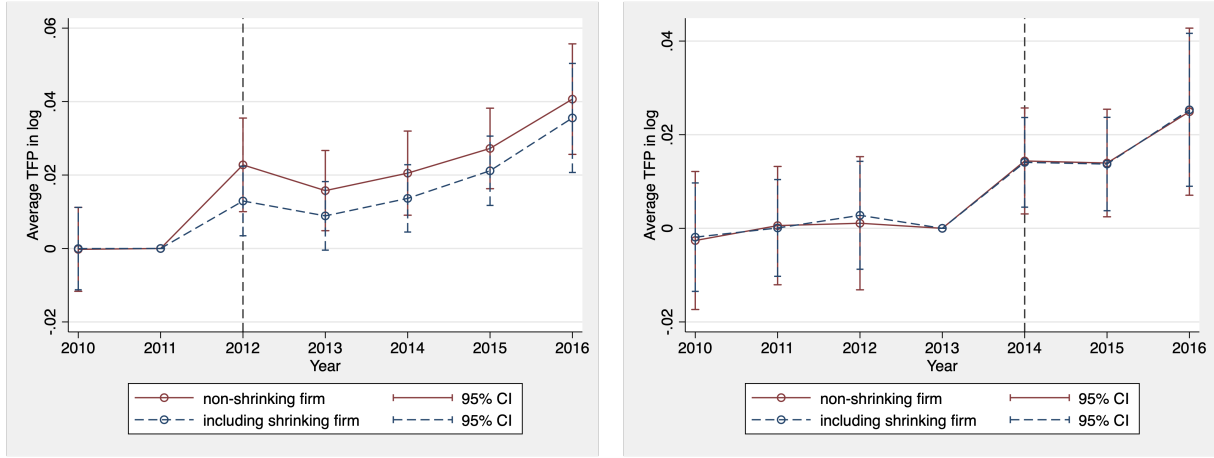 Average TFP in log
.06
.04
.02
0
-.02
2010 2011 2012 2013 2014 2015 2016
Year
non-shrinking firm 95% CI
including shrinking firm 95% CI
Average TFP in log
.04
.02
0
-.02
2010 2011 2012 2013 2014 2015 2016
Year
non-shrinking firm 95% CI
including shrinking firm 95% CI